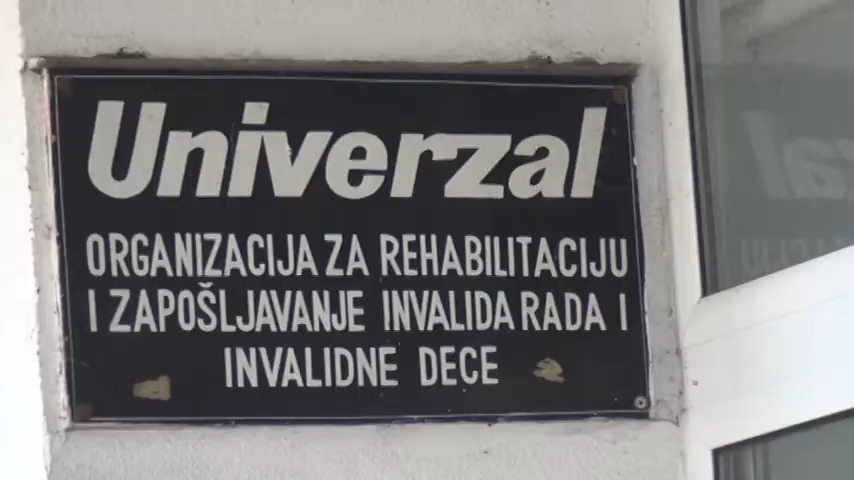 Univerzal
ORGANIZACIJA ZA REHABILITACIJU
I ZAPOŠLJAVANJE INVALIDA RADA I
INVALIDNE DECE